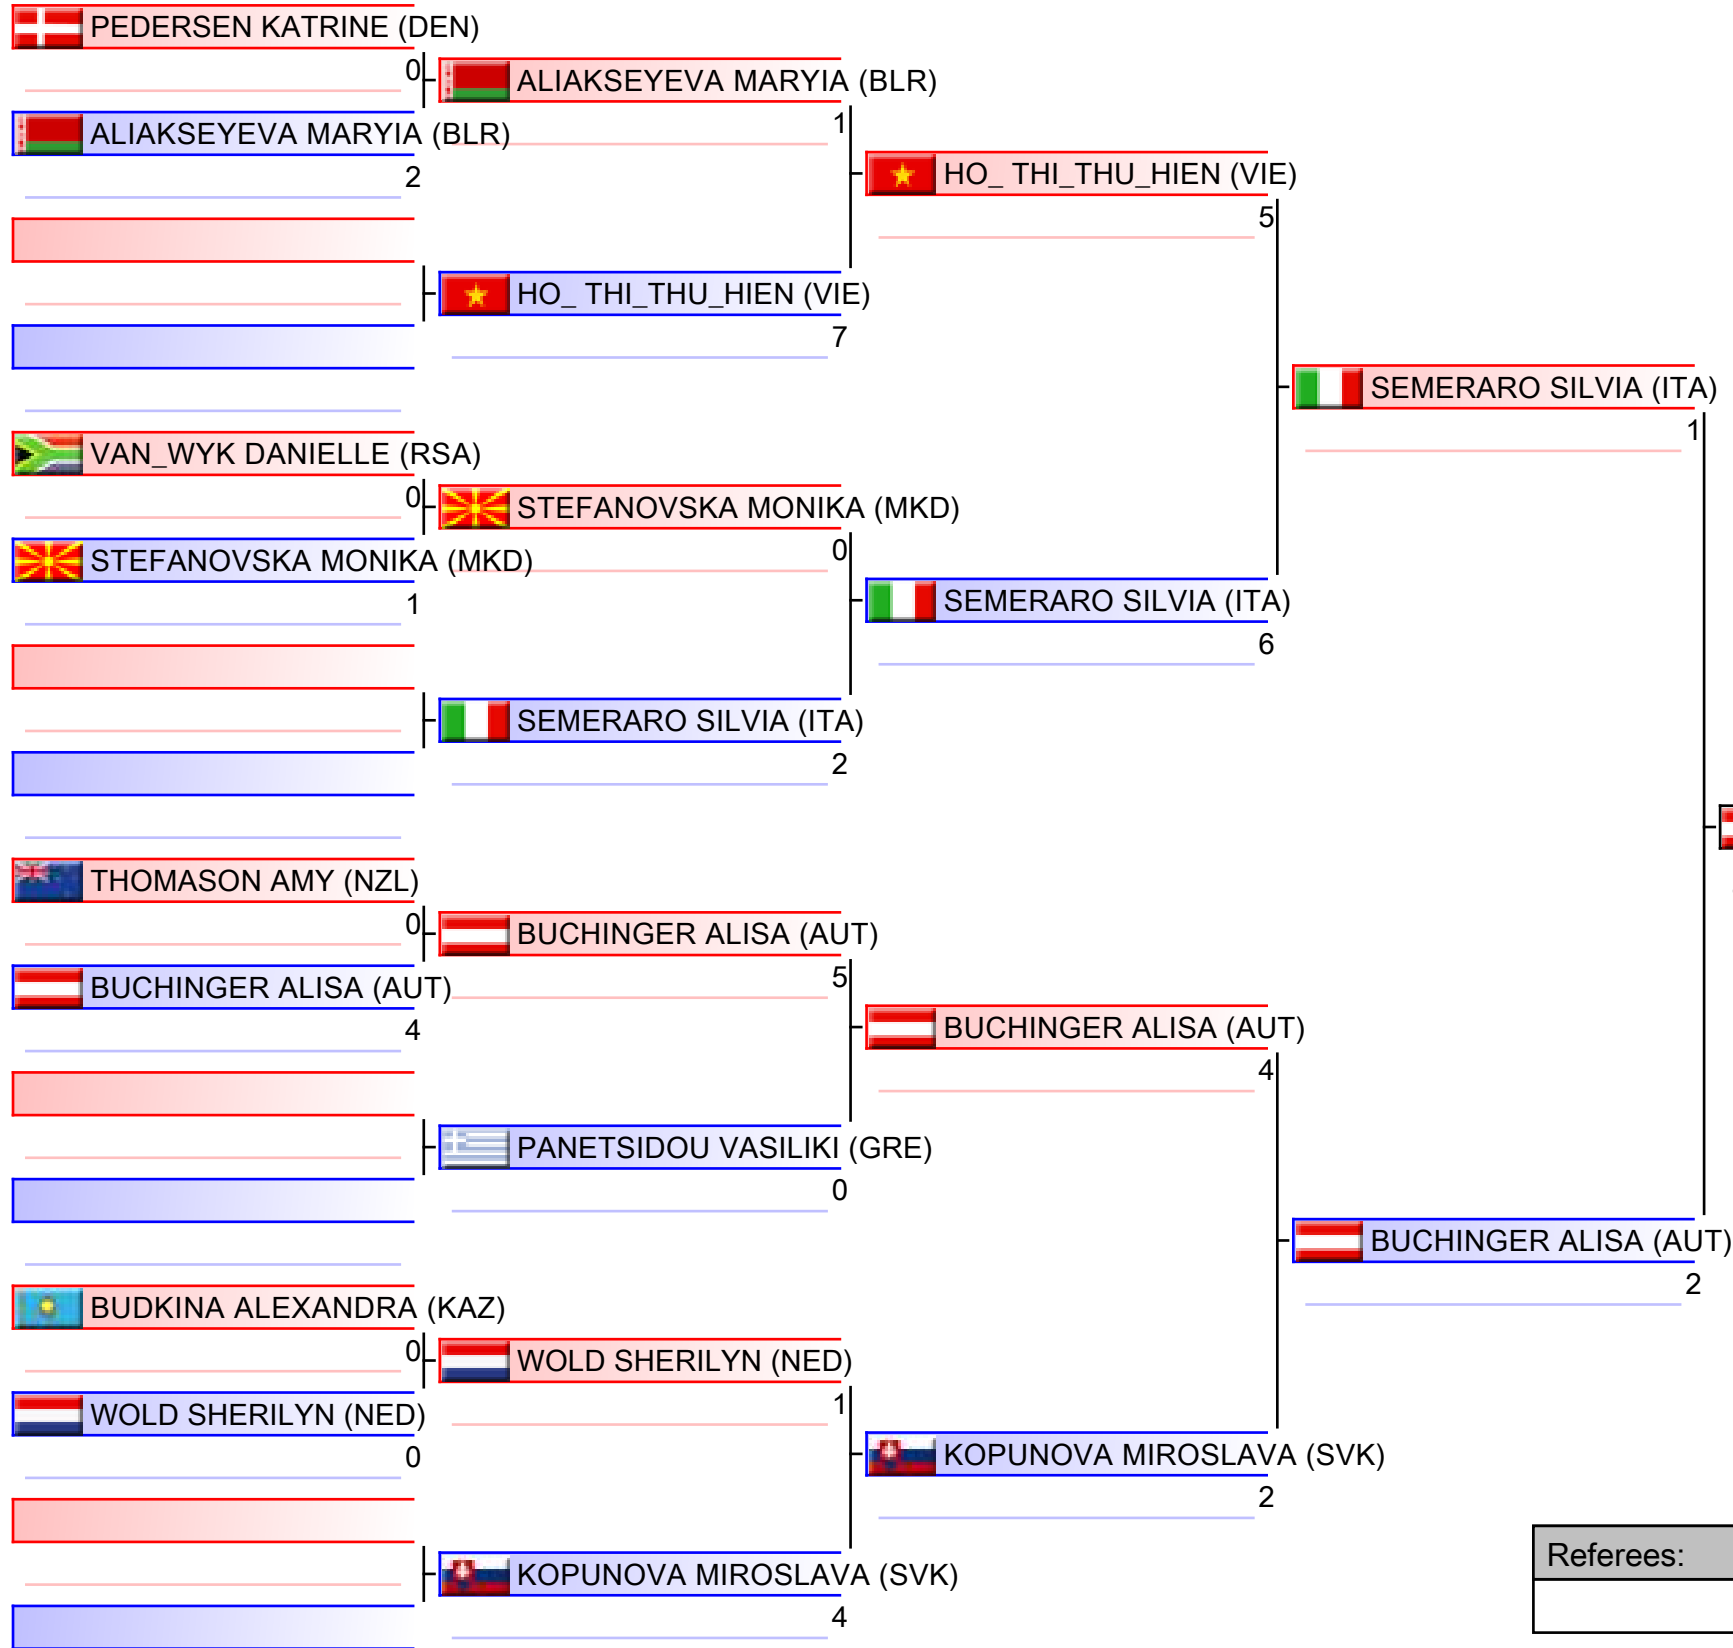 PEDERSEN KATRINE (DEN)
0
ALIAKSEYEVA MARYIA (BLR)
2
VAN_WYK DANIELLE (RSA)
0
STEFANOVSKA MONIKA (MKD)
1
THOMASON AMY (NZL)
0
BUCHINGER ALISA (AUT)
4
BUDKINA ALEXANDRA (KAZ)
0
WOLD SHERILYN (NED)
0
ALIAKSEYEVA MARYIA (BLR)
1
HO_ THI_THU_HIEN (VIE)
7
STEFANOVSKA MONIKA (MKD)
0
SEMERARO SILVIA (ITA)
2
BUCHINGER ALISA (AUT)
5
PANETSIDOU VASILIKI (GRE)
0
WOLD SHERILYN (NED)
1
KOPUNOVA MIROSLAVA (SVK)
4
HO_ THI_THU_HIEN (VIE)
5
SEMERARO SILVIA (ITA)
6
BUCHINGER ALISA (AUT)
4
KOPUNOVA MIROSLAVA (SVK)
2
SEMERARO SILVIA (ITA)
1
BUCHINGER ALISA (AUT)
2
Referees: